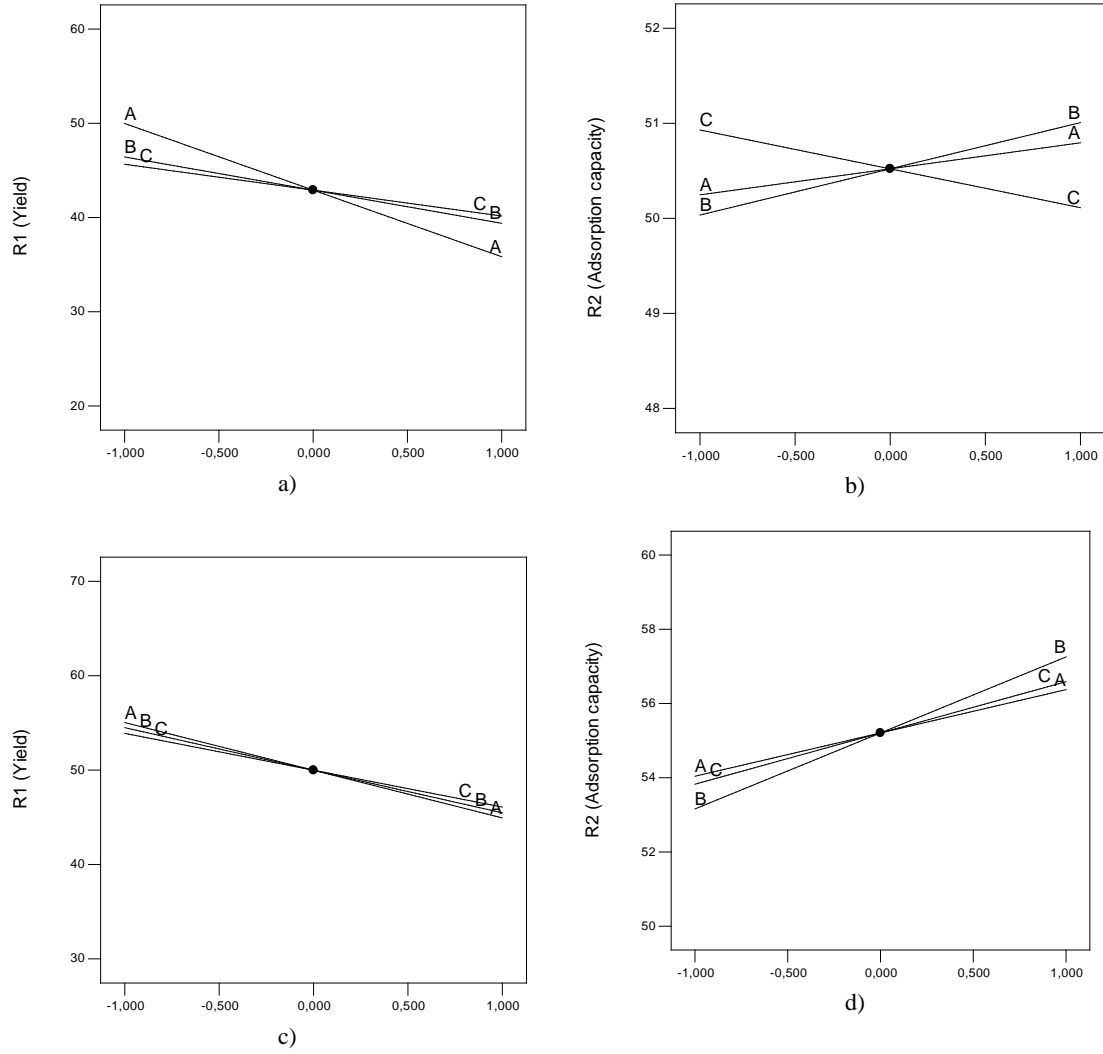 60
50
40
30
20
R1 (Yield)
A
B
C
C
B
A
-1,000
-0,500
0,000
0,500
1,000
a)
52
51
50
49
48
R2 (Adsorption capacity)
C
A
B
B
A
C
-1,000
-0,500
0,000
0,500
1,000
b)
70
60
50
40
30
R1 (Yield)
A
B
C
C
B
A
-1,000
-0,500
0,000
0,500
1,000
c)
60
58
56
54
52
50
R2 (Adsorption capacity)
A
C
B
B
C
A
-1,000
-0,500
0,000
0,500
1,000
d)